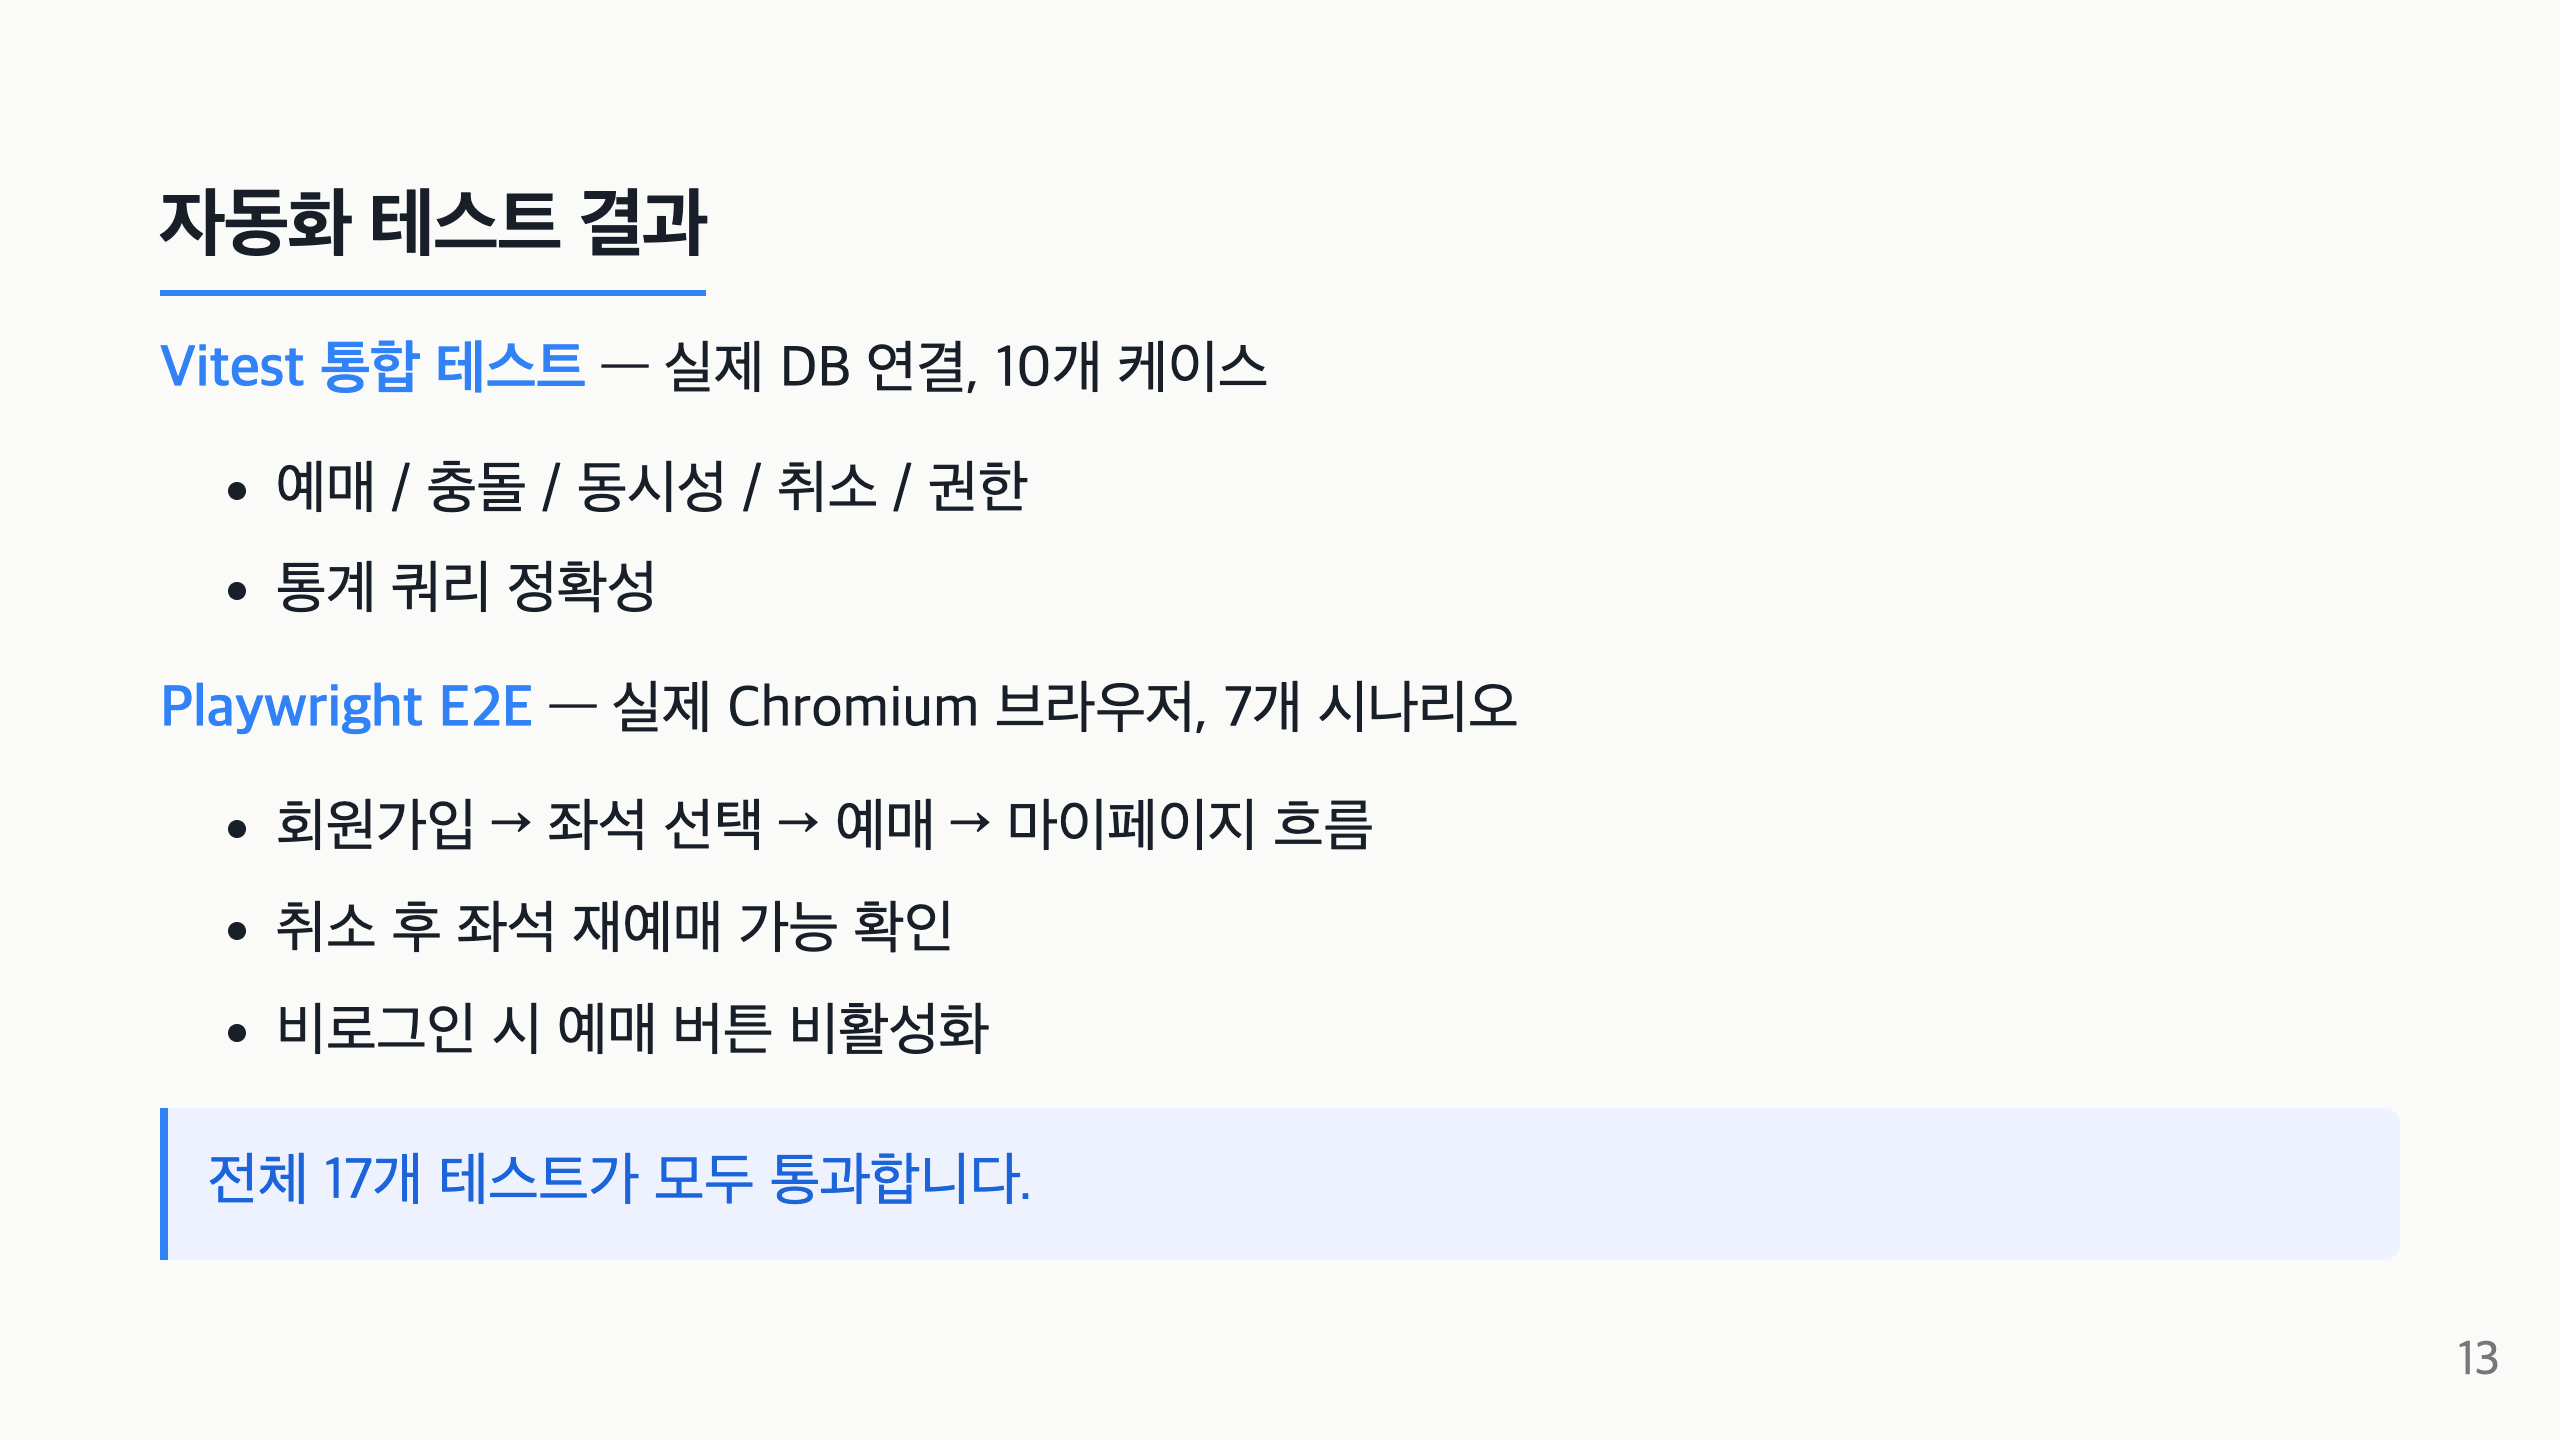 자동화 테스트 결과
Vitest 통합 테스트 — 실제 DB 연결, 10개 케이스
• 예매 / 충돌 / 동시성 / 취소 / 권한
• 통계 쿼리 정확성
Playwright E2E — 실제 Chromium 브라우저, 7개 시나리오
• 회원가입 → 좌석 선택 → 예매 → 마이페이지 흐름
• 취소 후 좌석 재예매 가능 확인
• 비로그인 시 예매 버튼 비활성화
전체 17개 테스트가 모두 통과합니다.
13